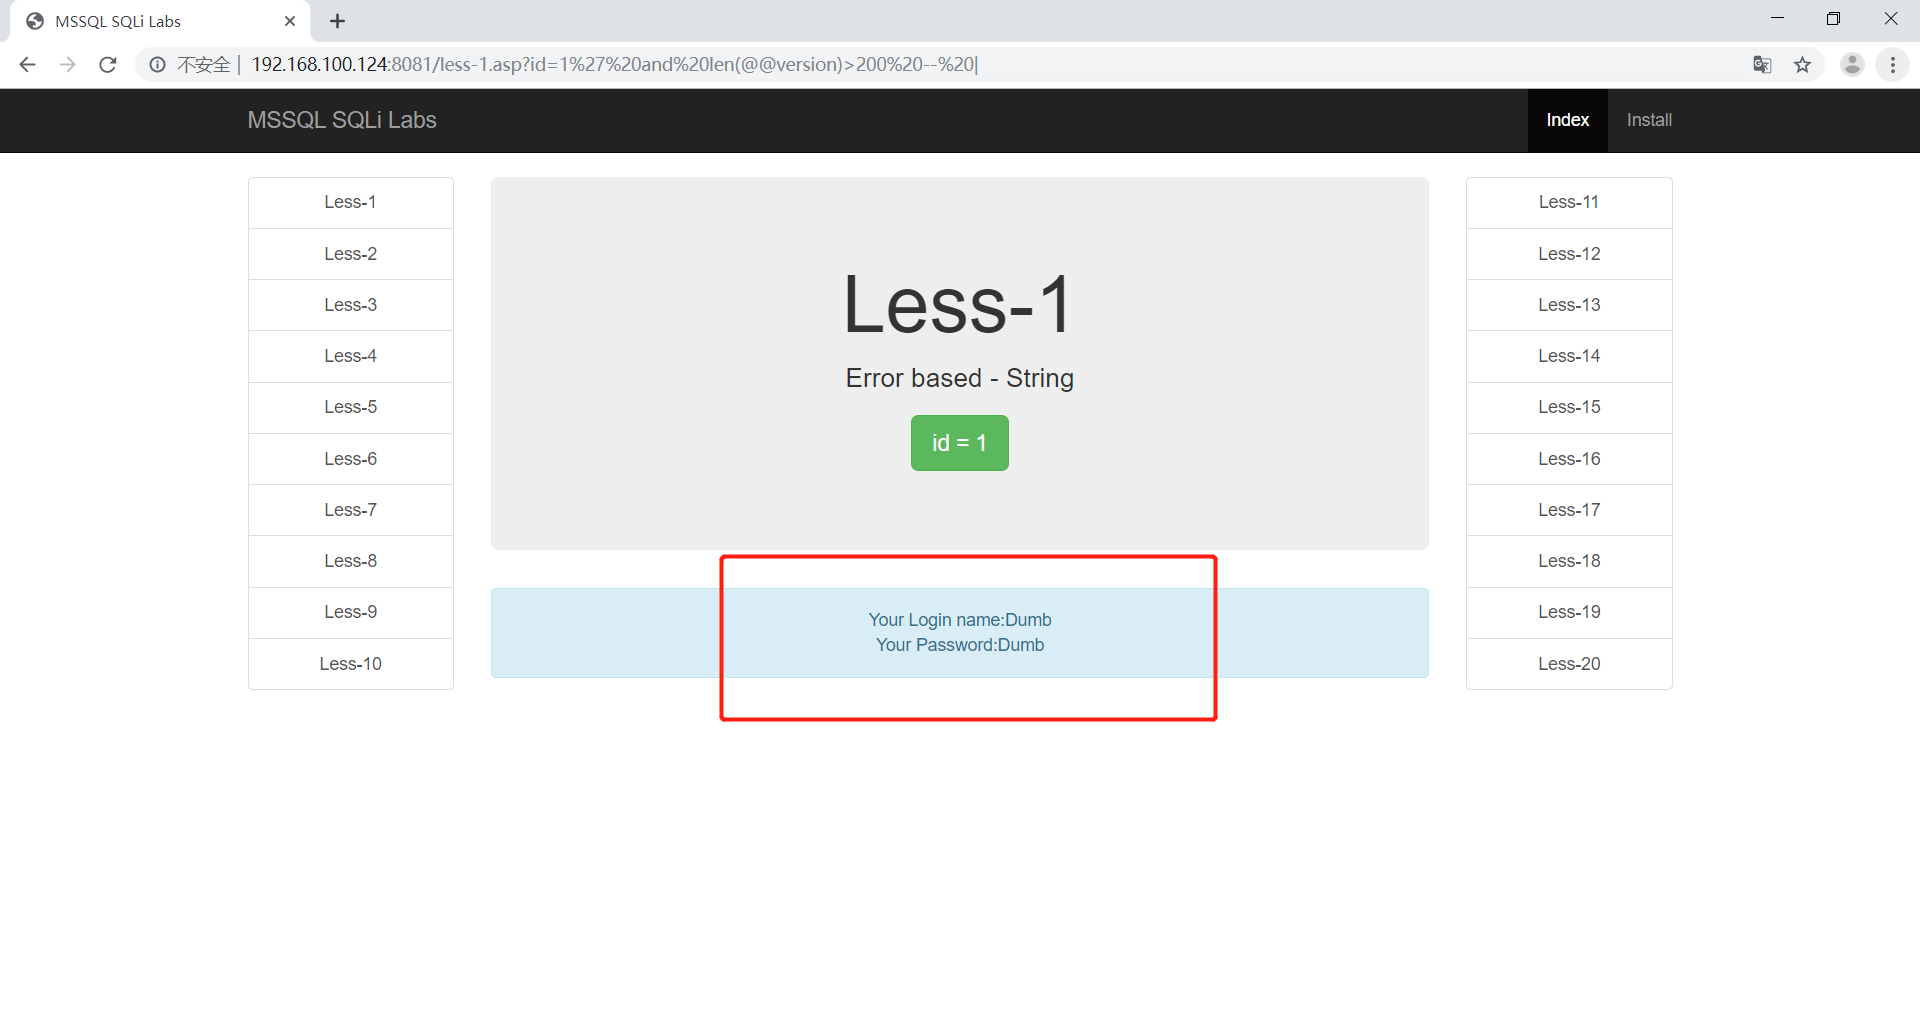 MSSQL SQLi Labs
不安全 | 192.168.100.124:8081/less-1.asp?id=1%27%20and%20len(@@version)>200%20--%20
MSSQL SQLi Labs
Index
Install
Less-1
Less-2
Less-3
Less-4
Less-5
Less-6
Less-7
Less-8
Less-9
Less-10
Less-1
Error based - String
id = 1
Your Login name:Dumb
Your Password:Dumb
Less-11
Less-12
Less-13
Less-14
Less-15
Less-16
Less-17
Less-18
Less-19
Less-20